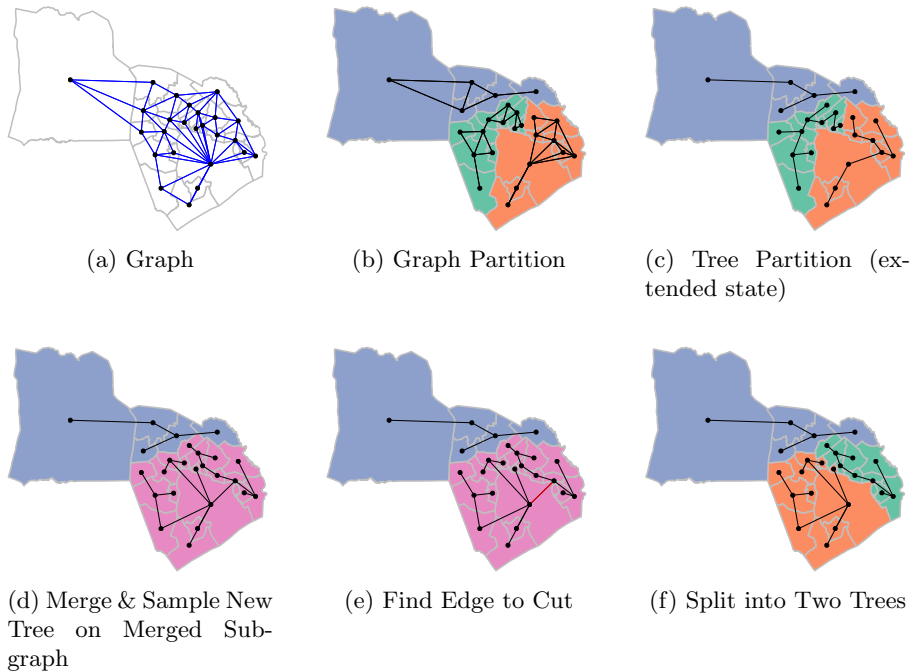 (a) Graph
(b) Graph Partition
(c) Tree Partition (ex-
tended state)
(d) Merge & Sample New
Tree on Merged Sub-
graph
(e) Find Edge to Cut
(f) Split into Two Trees